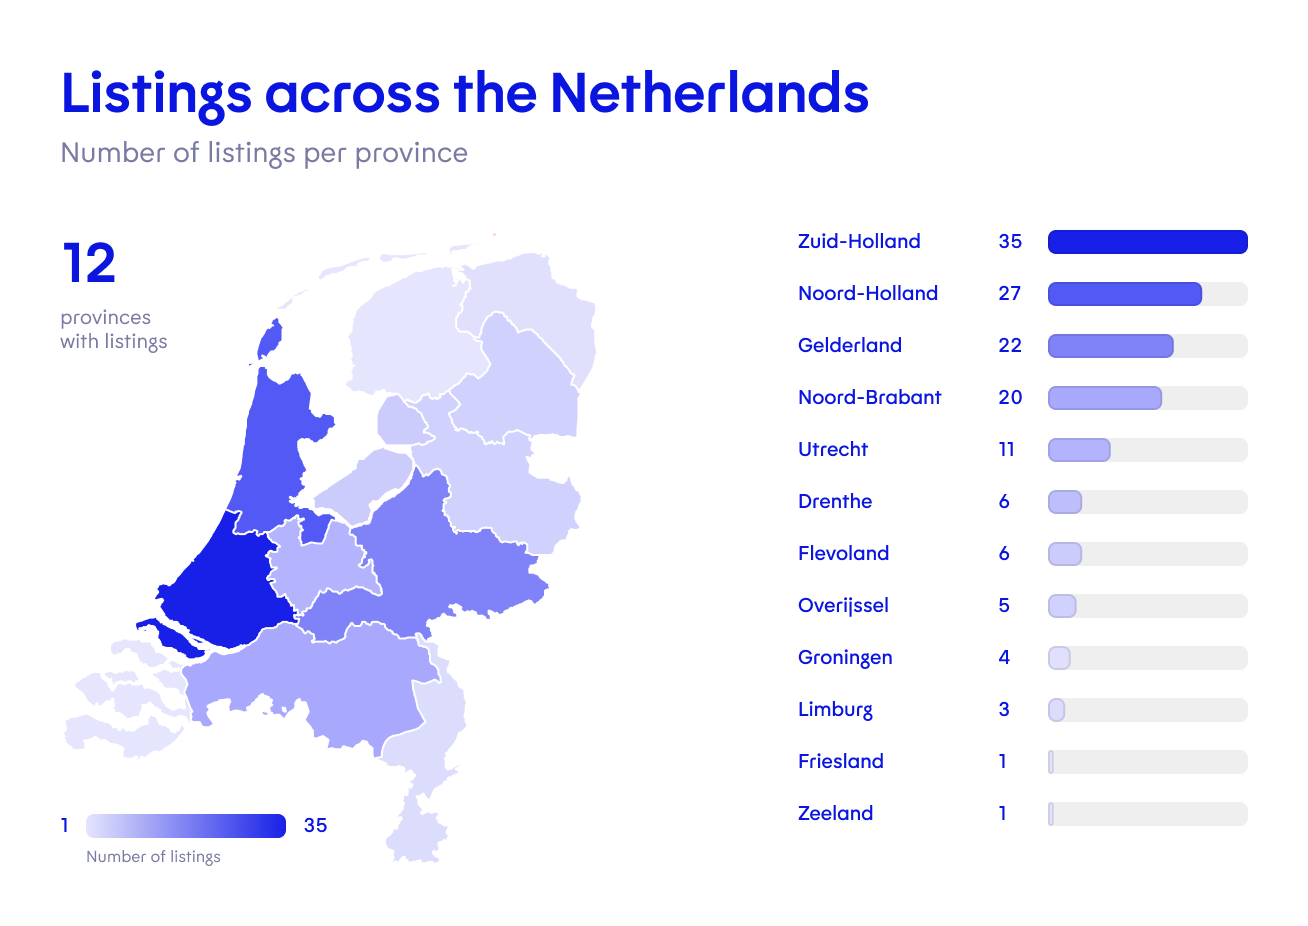 Listings across the Netherlands
Number of listings per province
12
provinces
with listings
Zuid-Holland 35
Noord-Holland 27
Gelderland 22
Noord-Brabant 20
Utrecht 11
Drenthe 6
Flevoland 6
Overijssel 5
Groningen 4
Limburg 3
Friesland 1
Zeeland 1
1 35
Number of listings